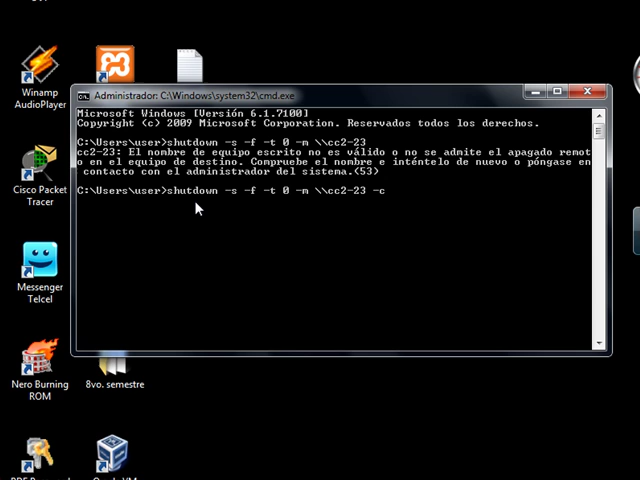 Administrador: C:\Windows\system32\cmd.exe
Microsoft Windows [Versión 6.1.7100]
Copyright (c) 2009 Microsoft Corporation. Reservados todos los derechos.
C:\Users\user>shutdown -s -f -t 0 -m \\cc2-23
cc2-23: El nombre de equipo escrito no es válido o no se admite el apagado remot
o en el equipo de destino. Compruebe el nombre e inténtelo de nuevo o póngase en
contacto con el administrador del sistema.(53)
C:\Users\user>shutdown -s -f -t 0 -m \\cc2-23 -c
Winamp
AudioPlayer
Cisco Packet
Tracer
Messenger
Telcel
Nero Burning
ROM
8vo. semestre